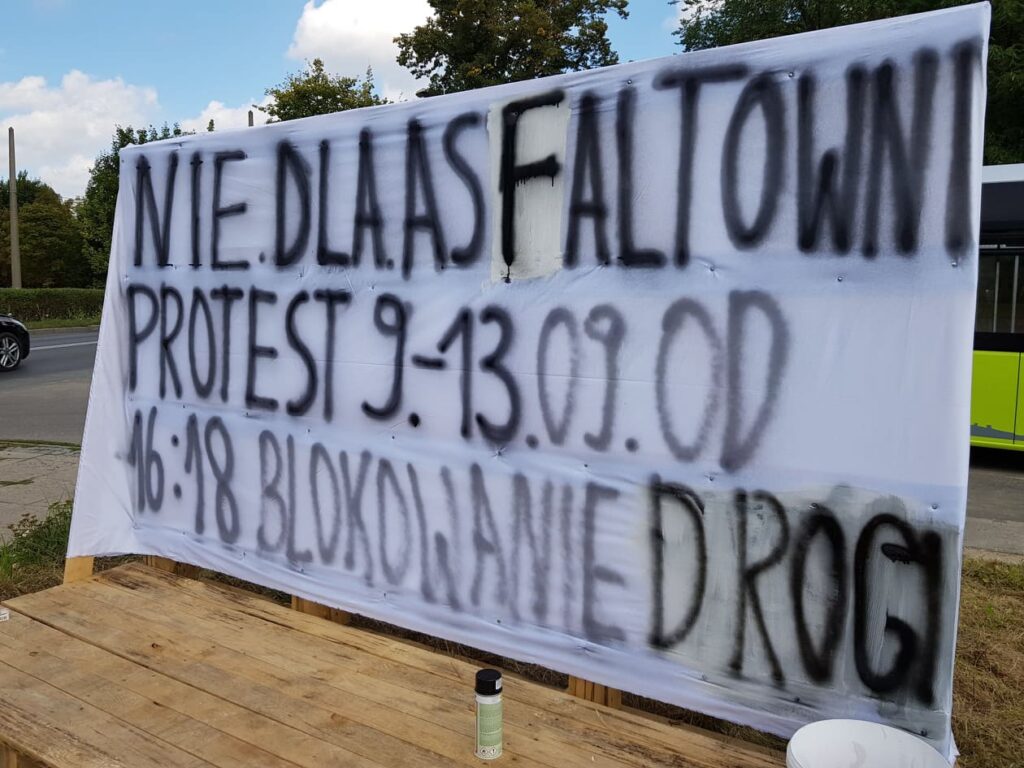 NIE.DLA.ASFALTOWNI
PROTEST 9.-13.09.OD
16:18 BLOKOWANIE DROGI